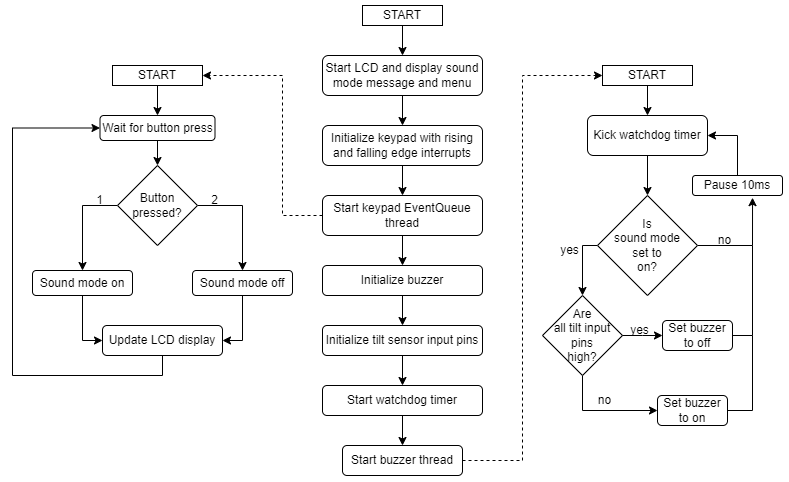 START
Start LCD and display sound
mode message and menu
Initialize keypad with rising
and falling edge interrupts
Start keypad EventQueue
thread
Initialize buzzer
Initialize tilt sensor input pins
Start watchdog timer
Start buzzer thread
START
Wait for button press
Button
pressed?
1
2
Sound mode on
Sound mode off
Update LCD display
START
Kick watchdog timer
Pause 10ms
Is
sound mode
set to
on?
yes
no
Are
all tilt input
pins
high?
yes
Set buzzer
to off
no
Set buzzer
to on